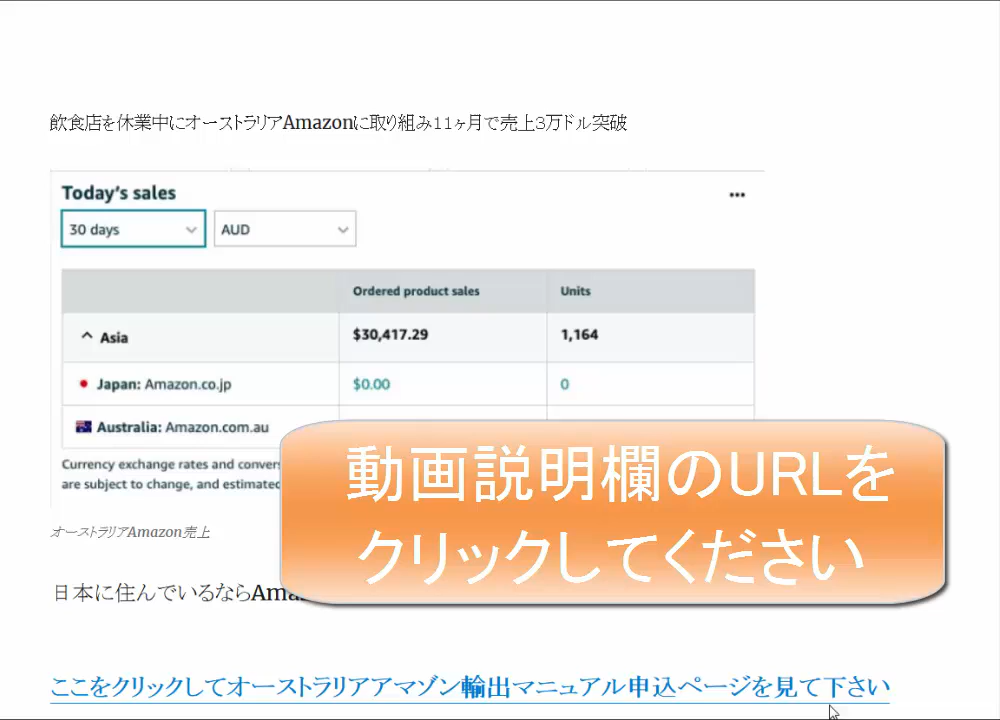 飲食店を休業中にオーストラリアAmazonに取り組み11ヶ月で売上3万ドル突破
Today's sales
30 days
AUD
Ordered product sales
Units
Asia
$30,417.29
1,164
Japan: Amazon.co.jp
$0.00
0
Australia: Amazon.com.au
Currency exchange rates and
are subject to change, and estimated
動画説明欄のURLを
クリックしてください
オーストラリアAmazon売上
日本に住んでいるなら
ここをクリックしてオーストラリアアマゾン輸出マニュアル申込ページを見て下さい